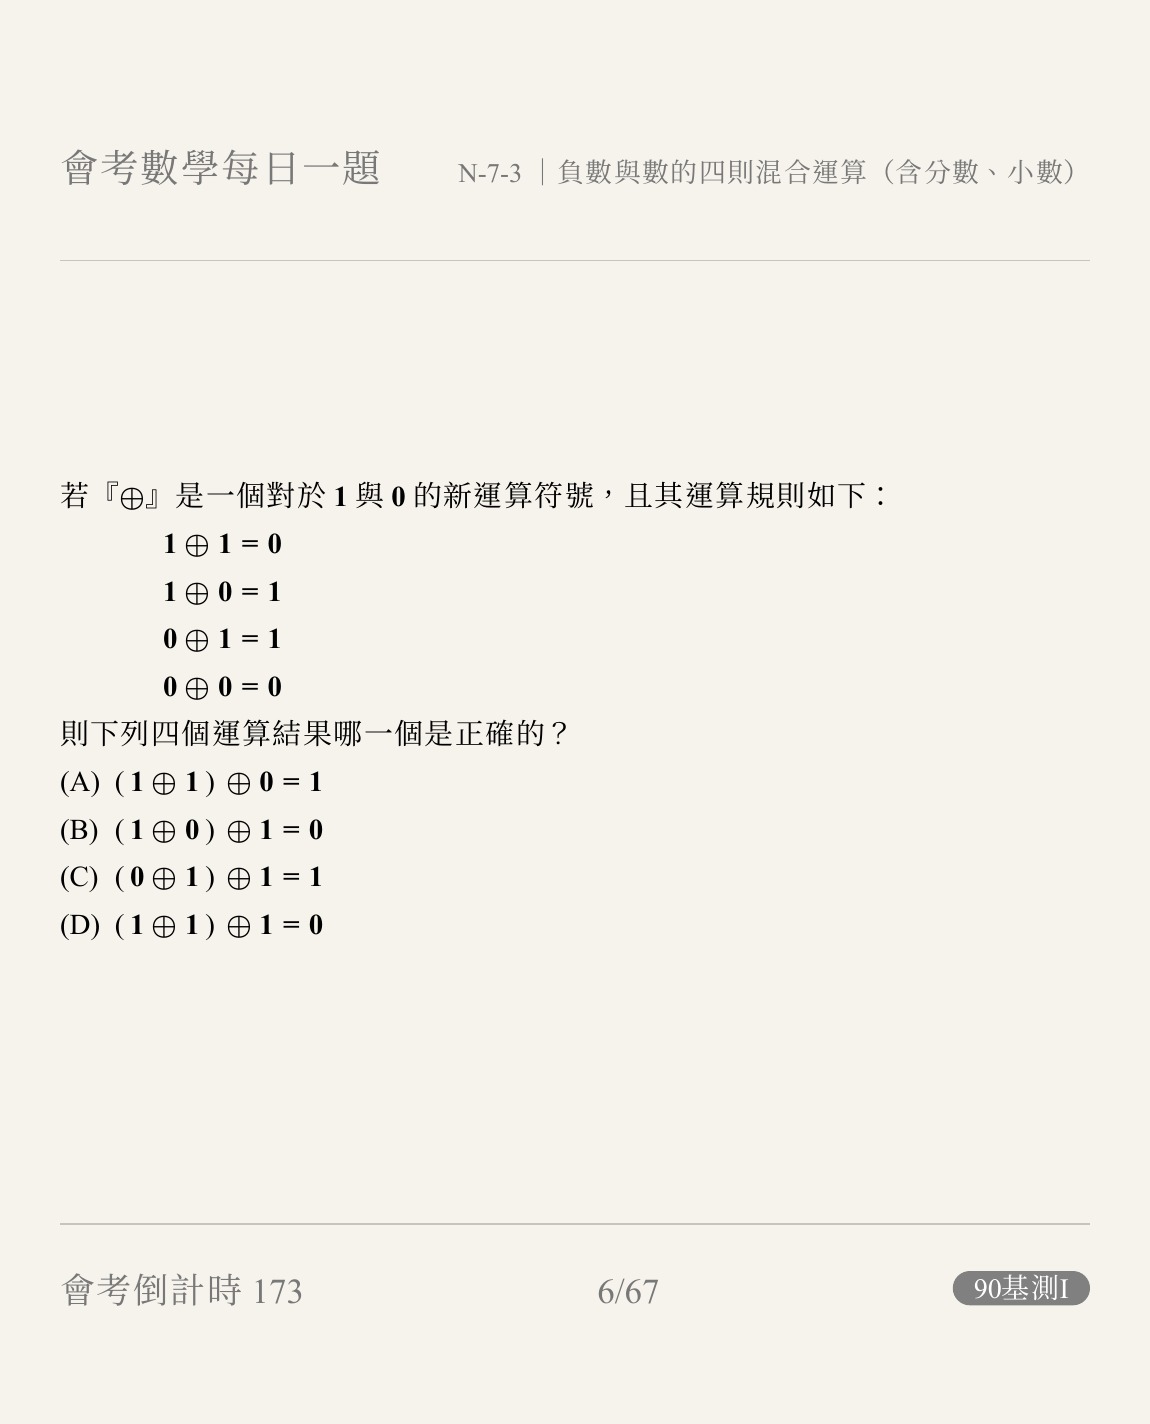 會考數學每日一題
N-7-3｜負數與數的四則混合運算（含分數、小數）
若『⊕』是一個對於 1 與 0 的新運算符號，且其運算規則如下：
1 ⊕ 1 = 0
1 ⊕ 0 = 1
0 ⊕ 1 = 1
0 ⊕ 0 = 0
則下列四個運算結果哪一個是正確的？
(A) ( 1 ⊕ 1 ) ⊕ 0 = 1
(B) ( 1 ⊕ 0 ) ⊕ 1 = 0
(C) ( 0 ⊕ 1 ) ⊕ 1 = 1
(D) ( 1 ⊕ 1 ) ⊕ 1 = 0
會考倒計時 173
6/67
90基測I